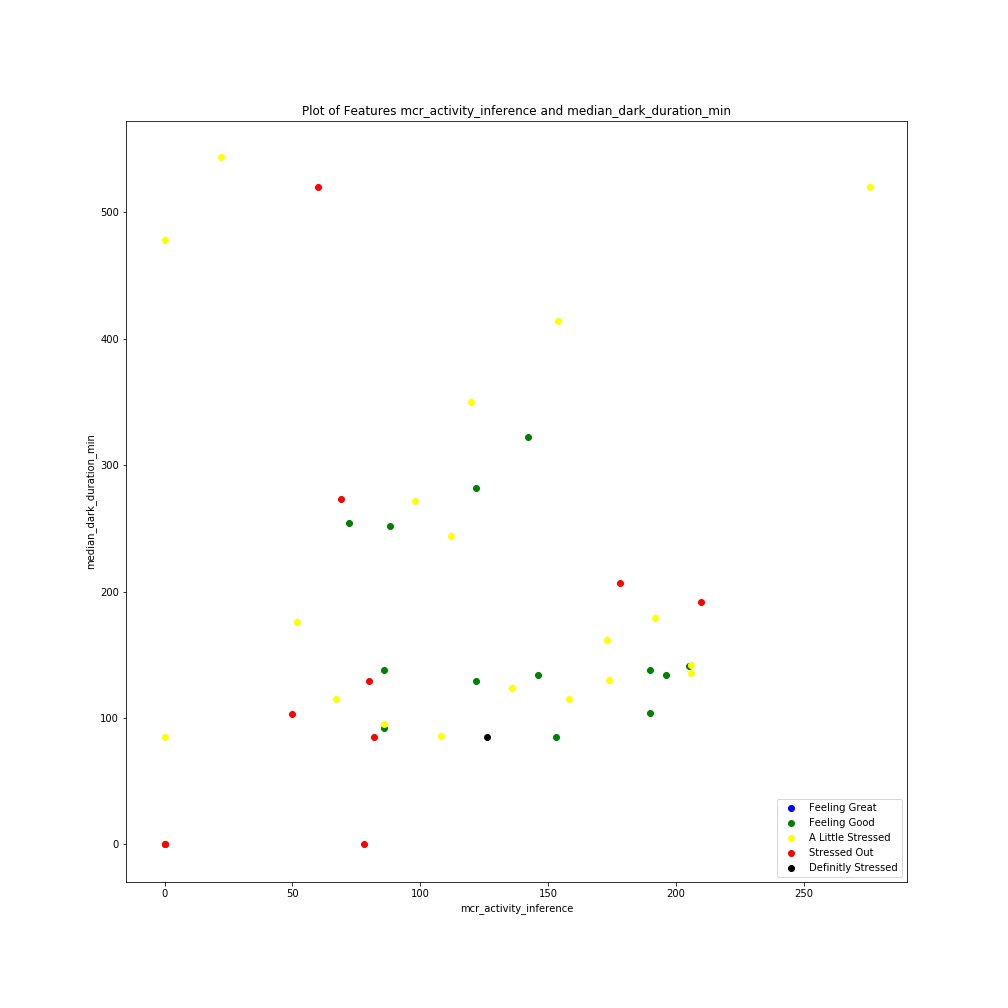 Plot of Features mcr_activity_inference and median_dark_duration_min
500
400
300
200
100
0
median_dark_duration_min
0 50 100 150 200 250
mcr_activity_inference
Feeling Great
Feeling Good
A Little Stressed
Stressed Out
Definitly Stressed